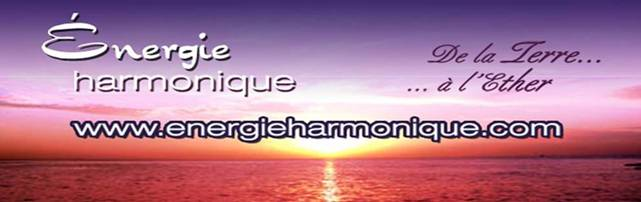 Énergie
harmonique
De la Terre...
... à l'Ether
www.energieharmonique.com